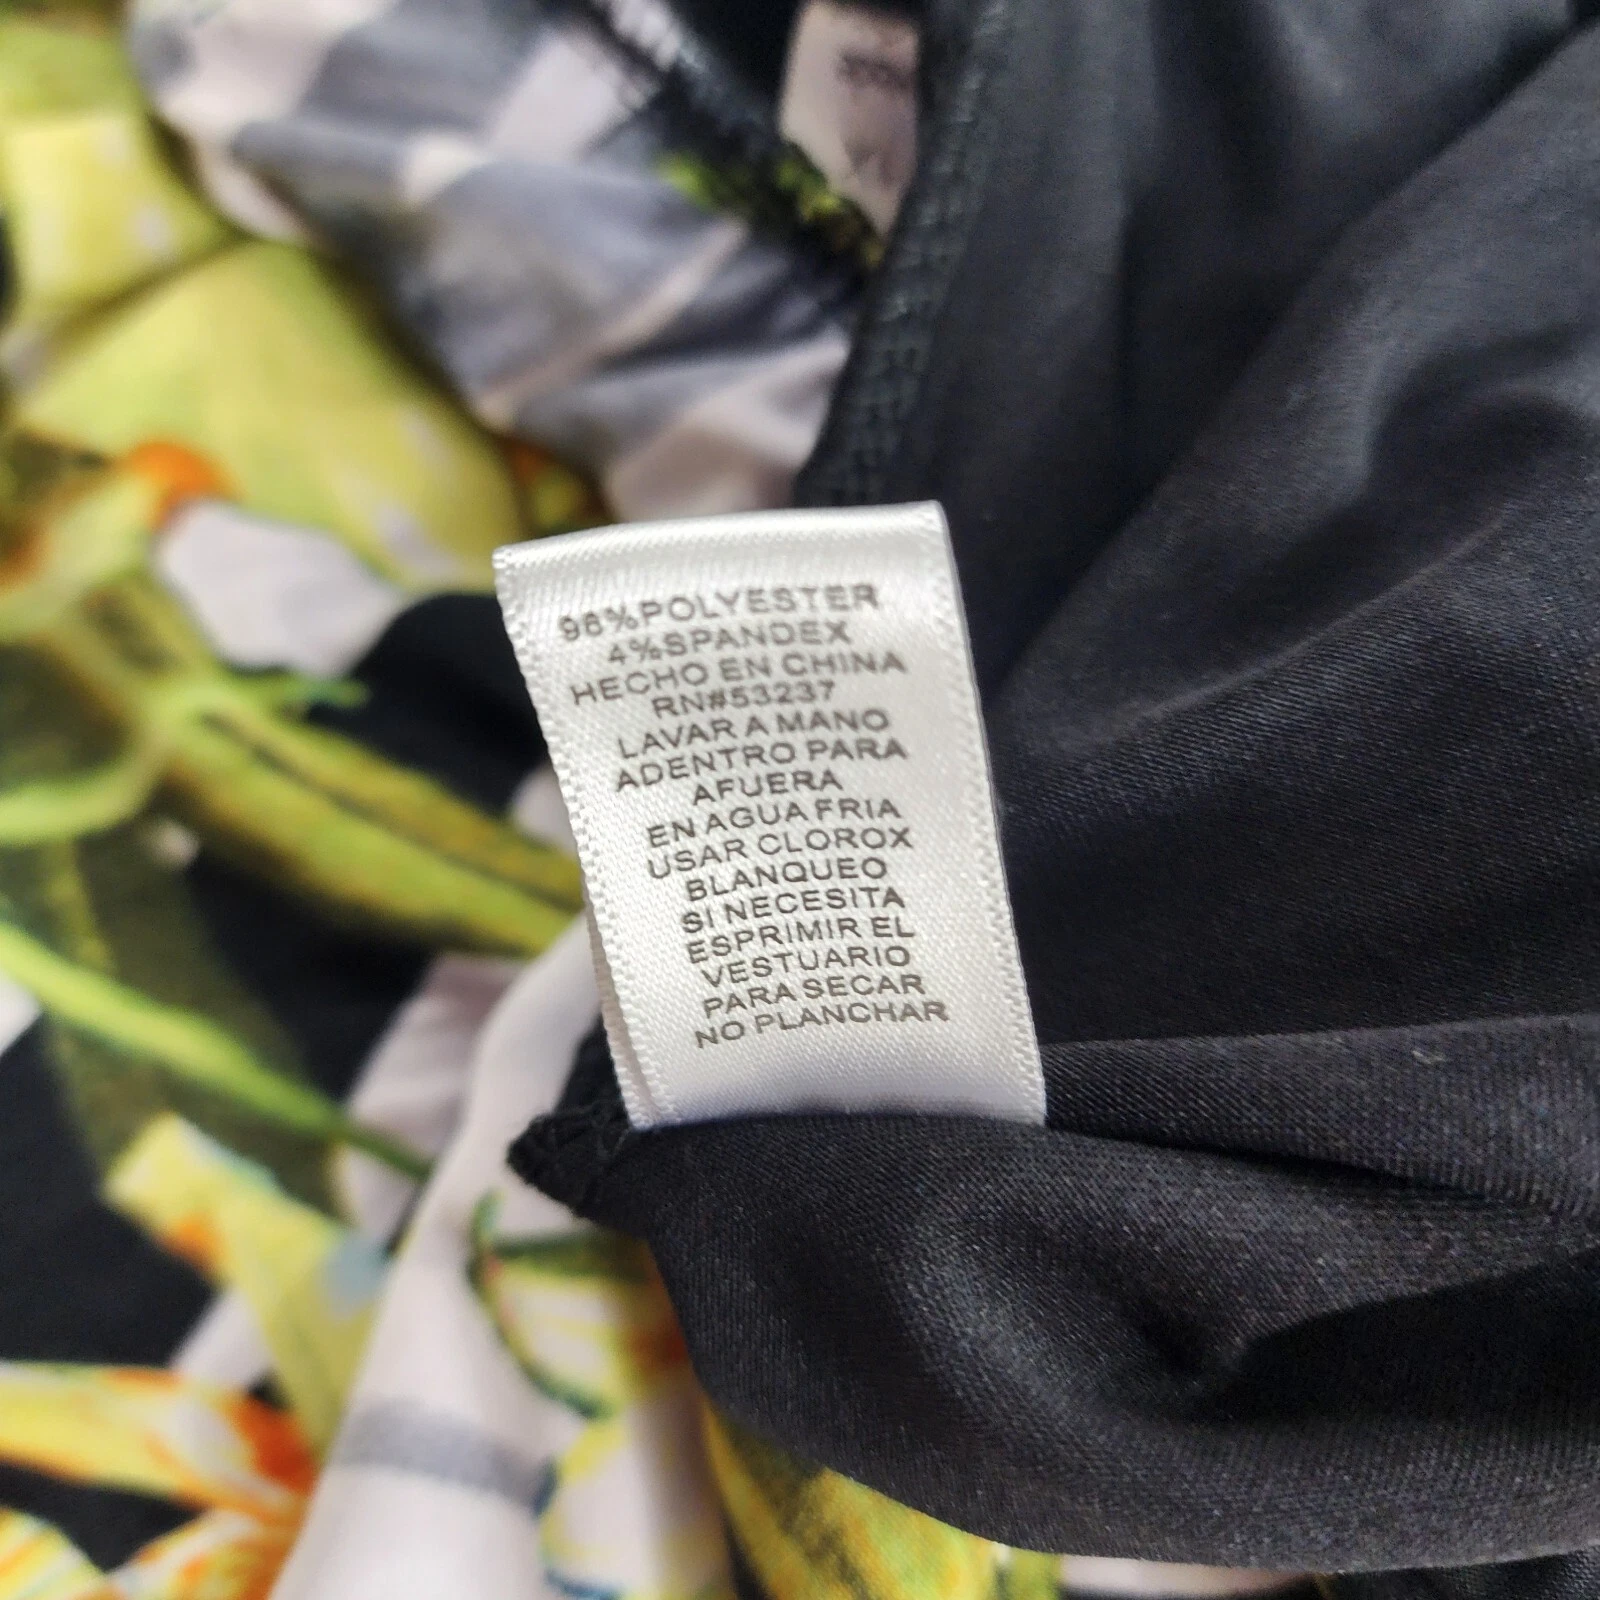 96%POLYESTER
4%SPANDEX
HECHO EN CHINA
RN#53237
LAVAR A MANO
ADENTRO PARA
AFUERA
EN AGUA FRIA
USAR CLOROX
BLANQUEO
SI NECESITA
ESPRIMIR EL
VESTUARIO
PARA SECAR
NO PLANCHAR